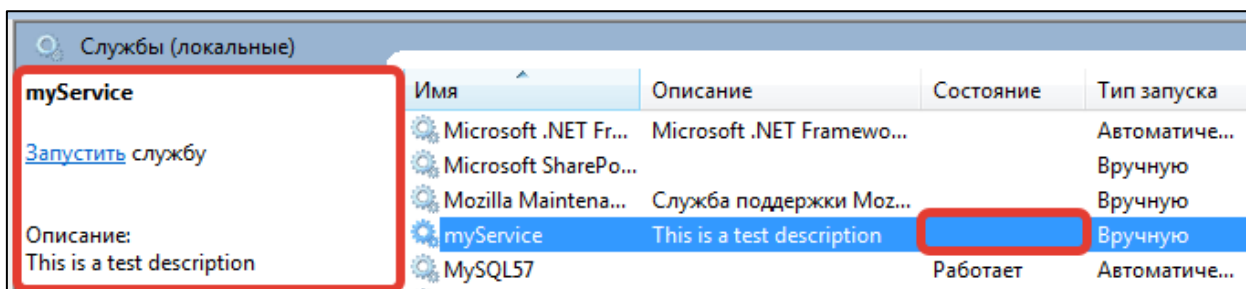 Службы (локальные)
myService
Запустить службу
Описание:
This is a test description
Имя Описание Состояние Тип запуска
Microsoft .NET Fr... Microsoft .NET Framewo... Автоматиче...
Microsoft SharePo... Вручную
Mozilla Maintena... Служба поддержки Moz... Вручную
myService This is a test description Вручную
MySQL57 Работает Автоматиче...